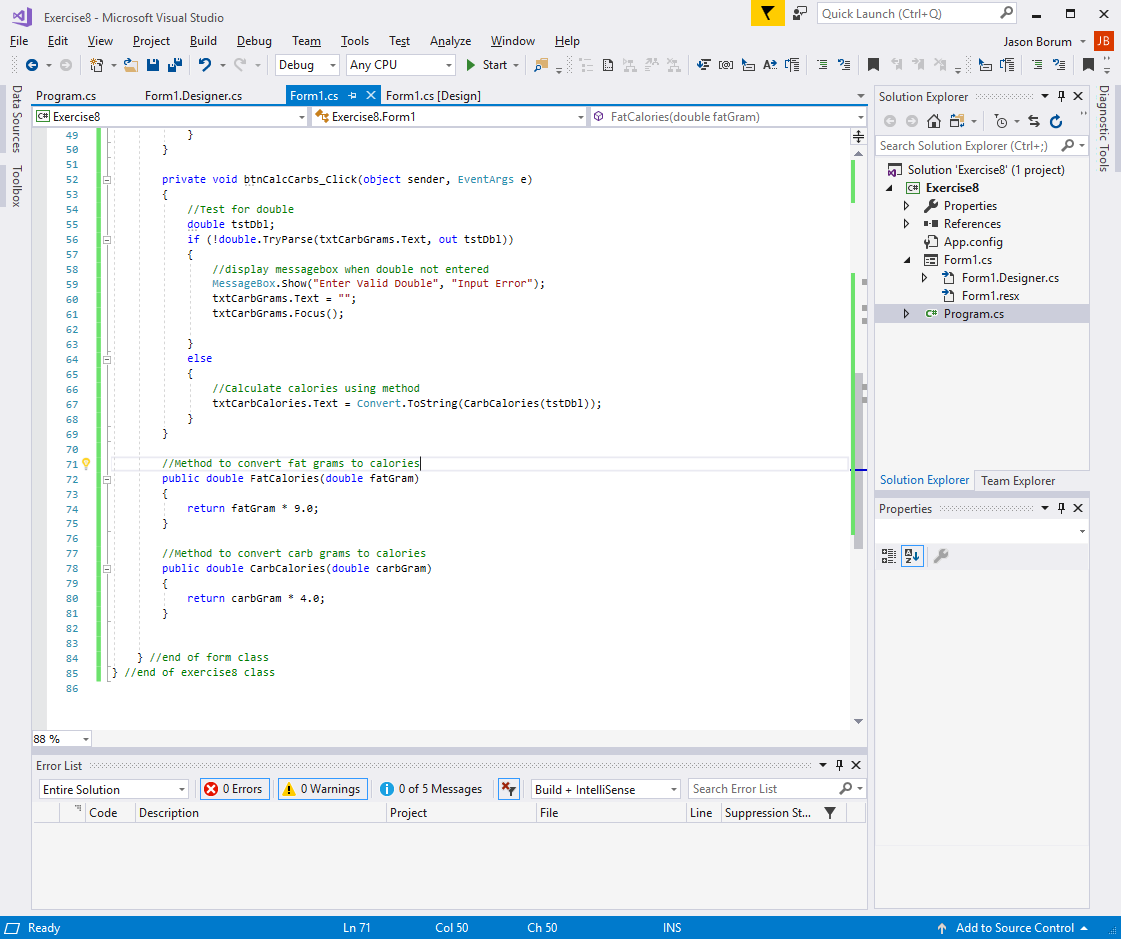 Exercise8 - Microsoft Visual Studio
Quick Launch (Ctrl+Q)
File Edit View Project Build Debug Team Tools Test Analyze Window Help
Jason Borum JB
Debug Any CPU Start
Data Sources
Toolbox
Program.cs Form1.Designer.cs Form1.cs Form1.cs [Design]
Exercise8 Exercise8.Form1 FatCalories(double fatGram)
49 }
50 }
51
52 private void btnCalcCarbs_Click(object sender, EventArgs e)
53 {
54 //Test for double
55 double tstDbl;
56 if (!double.TryParse(txtCarbGrams.Text, out tstDbl))
57 {
58 //display messagebox when double not entered
59 MessageBox.Show("Enter Valid Double", "Input Error");
60 txtCarbGrams.Text = "";
61 txtCarbGrams.Focus();
62
63 }
64 else
65 {
66 //Calculate calories using method
67 txtCarbCalories.Text = Convert.ToString(CarbCalories(tstDbl));
68 }
69 }
70
71 //Method to convert fat grams to calories
72 public double FatCalories(double fatGram)
73 {
74 return fatGram * 9.0;
75 }
76
77 //Method to convert carb grams to calories
78 public double CarbCalories(double carbGram)
79 {
80 return carbGram * 4.0;
81 }
82
83
84 } //end of form class
85 } //end of exercise8 class
86
88 %
Solution Explorer
Search Solution Explorer (Ctrl+;)
Solution 'Exercise8' (1 project)
C# Exercise8
Properties
References
App.config
Form1.cs
Form1.Designer.cs
Form1.resx
C# Program.cs
Solution Explorer Team Explorer
Properties
Diagnostic Tools
Error List
Entire Solution 0 Errors 0 Warnings 0 of 5 Messages Build + IntelliSense Search Error List
Code Description Project File Line Suppression St...
Ready Ln 71 Col 50 Ch 50 INS Add to Source Control